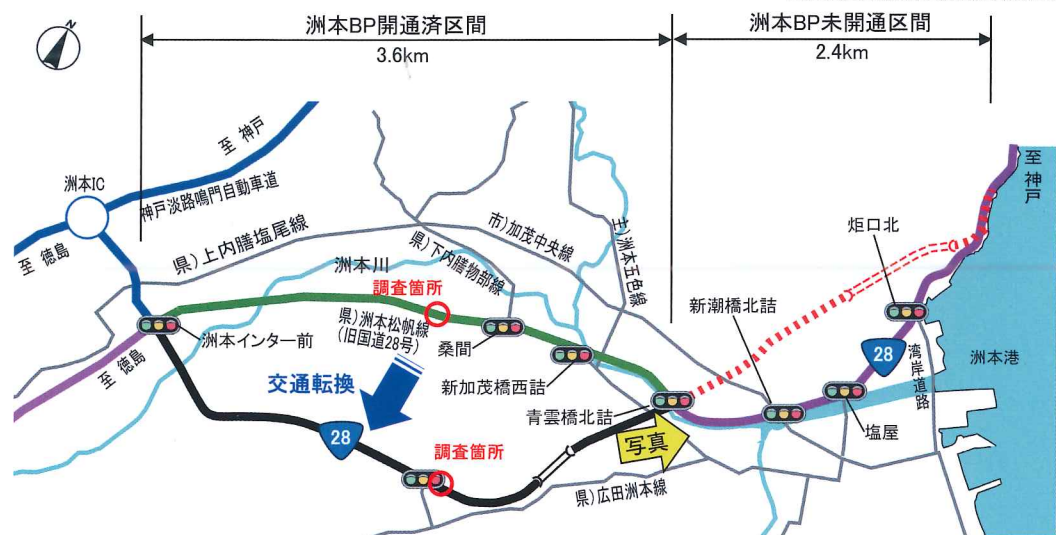 N
洲本BP開通済区間
3.6km
洲本BP未開通区間
2.4km
至 神戸
至 神戸
洲本IC
神戸淡路鳴門自動車道
至 徳島
県)上内膳塩尾線
市)加茂中央線
主)洲本五色線
県)下内膳物部線
洲本川
調査箇所
炬口北
新潮橋北詰
県)洲本松帆線
(旧国道28号)
洲本インター前
桑間
至 徳島
交通転換
新加茂橋西詰
28
湾岸道路
洲本港
青雲橋北詰
塩屋
28
調査箇所
写真
県)広田洲本線